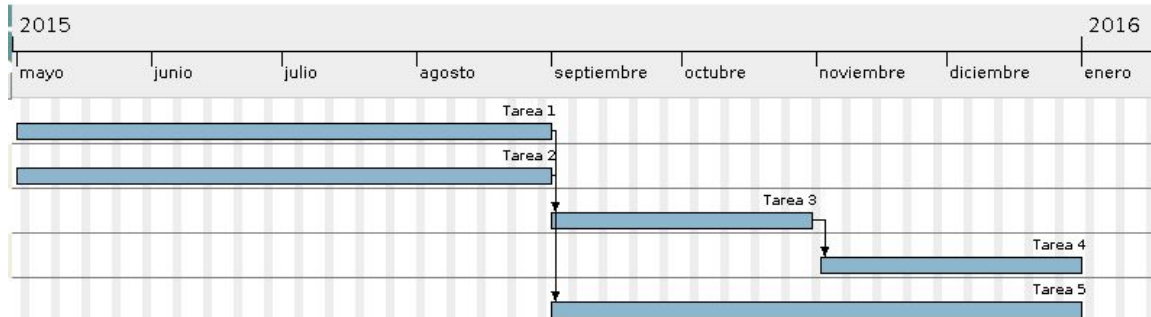 2015 2016
mayo junio julio agosto septiembre octubre noviembre diciembre enero
Tarea 1
Tarea 2
Tarea 3
Tarea 4
Tarea 5